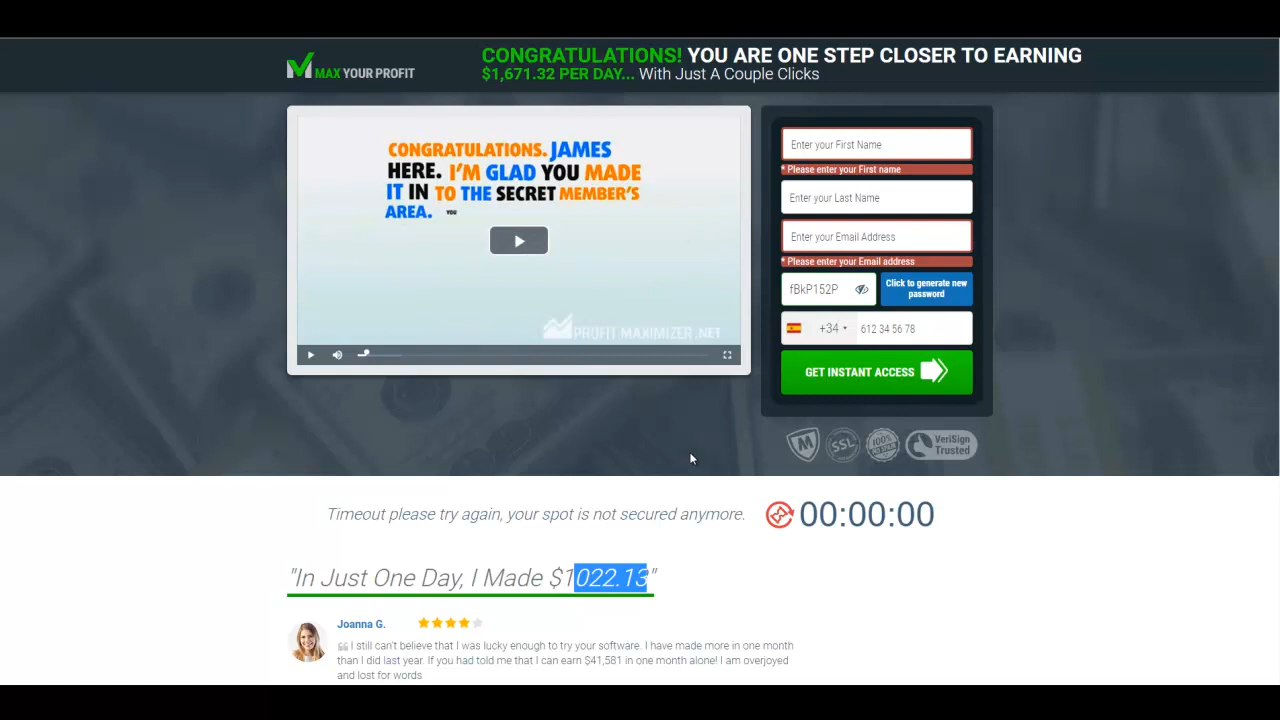 MAX YOUR PROFIT
CONGRATULATIONS! YOU ARE ONE STEP CLOSER TO EARNING
$1,671.32 PER DAY... With Just A Couple Clicks
CONGRATULATIONS. JAMES
HERE. I'M GLAD YOU MADE
IT IN TO THE SECRET MEMBER'S
AREA. YOU
PROFIT MAXIMIZER.NET
Enter your First Name
* Please enter your First name
Enter your Last Name
Enter your Email Address
* Please enter your Email address
fBkP152P
Click to generate new
password
+34
612 34 56 78
GET INSTANT ACCESS
M
SSL
100%
VeriSign
Trusted
Timeout please try again, your spot is not secured anymore.
00:00:00
"In Just One Day, I Made $1022.13"
Joanna G.
I still can't believe that I was lucky enough to try your software. I have made more in one month
than I did last year. If you had told me that I can earn $41,581 in one month alone! I am overjoyed
and lost for words